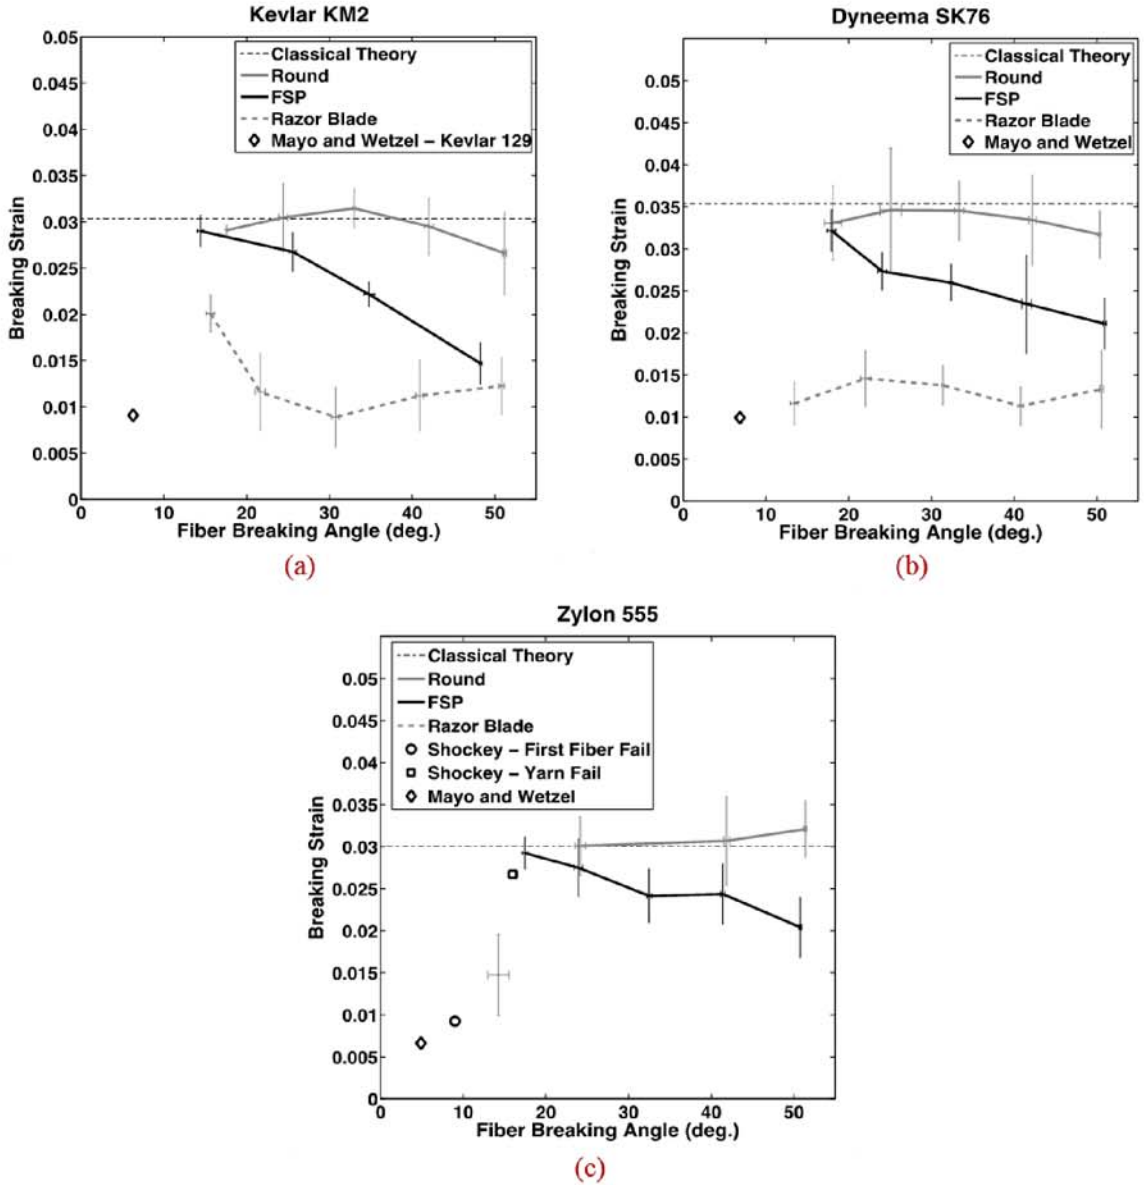 Kevlar KM2
0.05
0.045
0.04
0.035
0.03
0.025
0.02
0.015
0.01
0.005
0
Breaking Strain
Classical Theory
Round
FSP
Razor Blade
Mayo and Wetzel – Kevlar 129
0 10 20 30 40 50
Fiber Breaking Angle (deg.)
(a)
Dyneema SK76
0.05
0.045
0.04
0.035
0.03
0.025
0.02
0.015
0.01
0.005
0
Breaking Strain
Classical Theory
Round
FSP
Razor Blade
Mayo and Wetzel
0 10 20 30 40 50
Fiber Breaking Angle (deg.)
(b)
Zylon 555
0.05
0.045
0.04
0.035
0.03
0.025
0.02
0.015
0.01
0.005
0
Breaking Strain
Classical Theory
Round
FSP
Razor Blade
Shockey – First Fiber Fail
Shockey – Yarn Fail
Mayo and Wetzel
0 10 20 30 40 50
Fiber Breaking Angle (deg.)
(c)